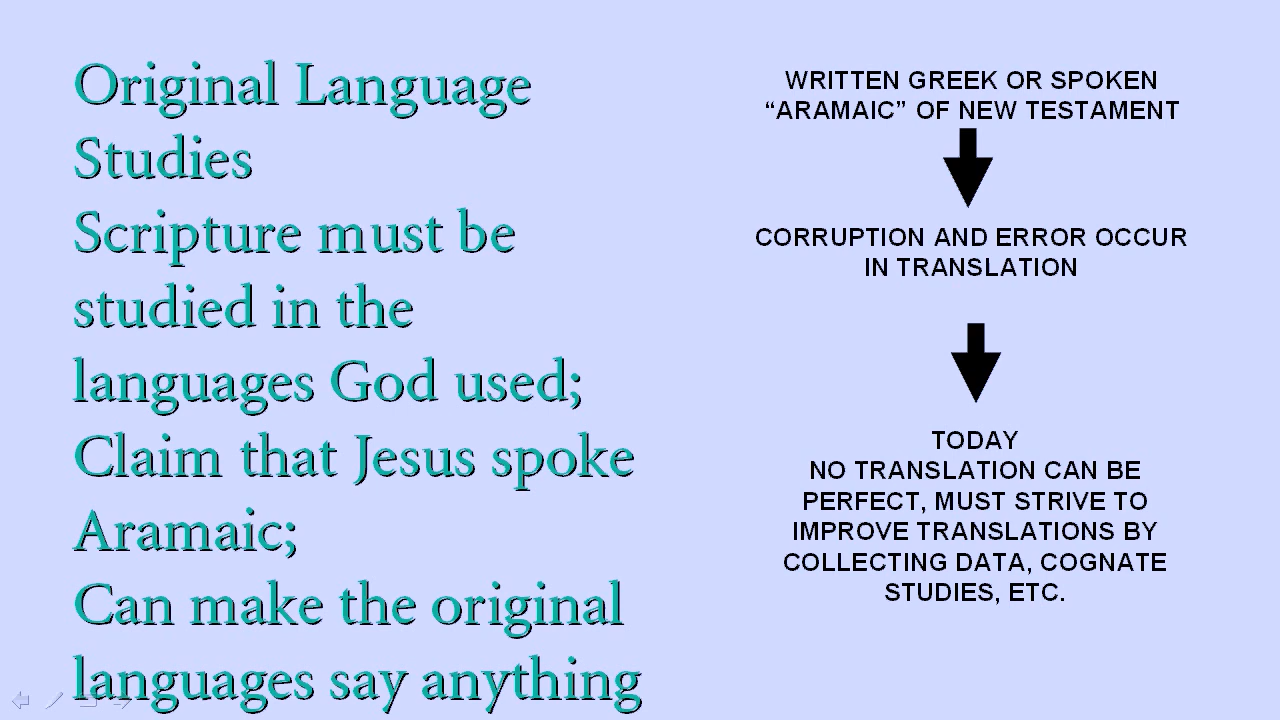 Original Language
Studies
Scripture must be
studied in the
languages God used;
Claim that Jesus spoke
Aramaic;
Can make the original
languages say anything
WRITTEN GREEK OR SPOKEN
“ARAMAIC” OF NEW TESTAMENT
CORRUPTION AND ERROR OCCUR
IN TRANSLATION
TODAY
NO TRANSLATION CAN BE
PERFECT, MUST STRIVE TO
IMPROVE TRANSLATIONS BY
COLLECTING DATA, COGNATE
STUDIES, ETC.